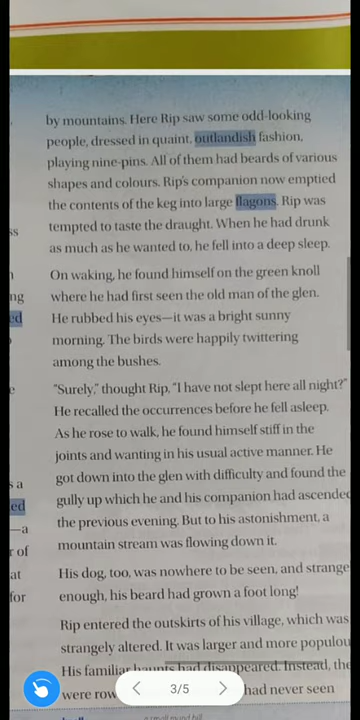 by mountains. Here Rip saw some odd-looking
people, dressed in quaint, outlandish fashion,
playing nine-pins. All of them had beards of various
shapes and colours. Rip's companion now emptied
the contents of the keg into large flagons. Rip was
ss
tempted to taste the draught. When he had drunk
as much as he wanted to, he fell into a deep sleep.
On waking, he found himself on the green knoll
ng
where he had first seen the old man of the glen.
ed
He rubbed his eyes—it was a bright sunny
morning. The birds were happily twittering
among the bushes.
e
"Surely," thought Rip, "I have not slept here all night?"
He recalled the occurrences before he fell asleep.
As he rose to walk, he found himself stiff in the
joints and wanting in his usual active manner. He
s a
got down into the glen with difficulty and found the
ed
gully up which he and his companion had ascended
—a
the previous evening. But to his astonishment, a
r of
mountain stream was flowing down it.
at
His dog, too, was nowhere to be seen, and strange
for
enough, his beard had grown a foot long!
Rip entered the outskirts of his village, which was
strangely altered. It was larger and more populou
His familiar haunts had disappeared. Instead, the
were row
had never seen
3/5